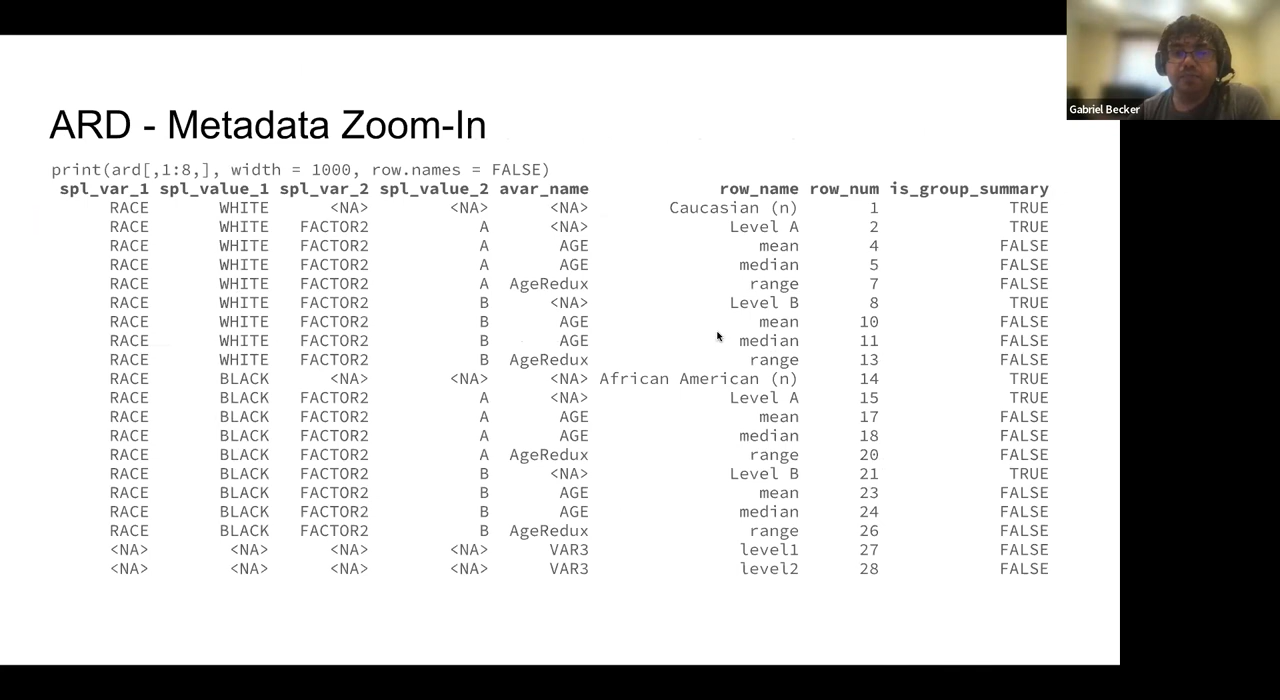 Gabriel Becker
ARD - Metadata Zoom-In
print(ard[,1:8,], width = 1000, row.names = FALSE)
spl_var_1 spl_value_1 spl_var_2 spl_value_2 avar_name row_name row_num is_group_summary
RACE WHITE <NA> <NA> <NA> Caucasian (n) 1 TRUE
RACE WHITE FACTOR2 A <NA> Level A 2 TRUE
RACE WHITE FACTOR2 A AGE mean 4 FALSE
RACE WHITE FACTOR2 A AGE median 5 FALSE
RACE WHITE FACTOR2 A AgeRedux range 7 FALSE
RACE WHITE FACTOR2 B <NA> Level B 8 TRUE
RACE WHITE FACTOR2 B AGE mean 10 FALSE
RACE WHITE FACTOR2 B AGE median 11 FALSE
RACE WHITE FACTOR2 B AgeRedux range 13 FALSE
RACE BLACK <NA> <NA> <NA> African American (n) 14 TRUE
RACE BLACK FACTOR2 A <NA> Level A 15 TRUE
RACE BLACK FACTOR2 A AGE mean 17 FALSE
RACE BLACK FACTOR2 A AGE median 18 FALSE
RACE BLACK FACTOR2 A AgeRedux range 20 FALSE
RACE BLACK FACTOR2 B <NA> Level B 21 TRUE
RACE BLACK FACTOR2 B AGE mean 23 FALSE
RACE BLACK FACTOR2 B AGE median 24 FALSE
RACE BLACK FACTOR2 B AgeRedux range 26 FALSE
<NA> <NA> <NA> <NA> VAR3 level1 27 FALSE
<NA> <NA> <NA> <NA> VAR3 level2 28 FALSE